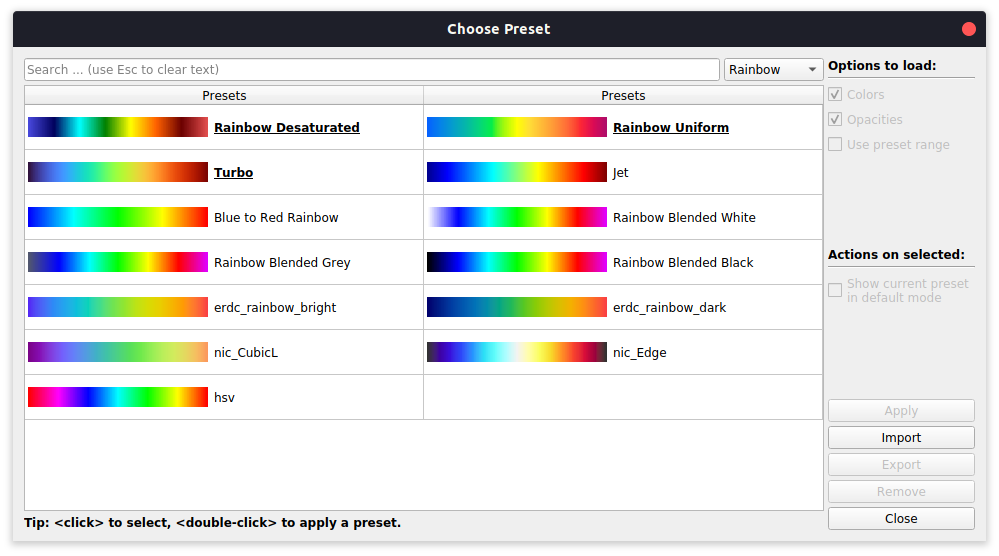 Choose Preset
Search ... (use Esc to clear text)
Rainbow
Options to load:
Presets
Presets
Colors
Rainbow Desaturated
Rainbow Uniform
Opacities
Use preset range
Turbo
Jet
Blue to Red Rainbow
Rainbow Blended White
Actions on selected:
Rainbow Blended Grey
Rainbow Blended Black
Show current preset
in default mode
erdc_rainbow_bright
erdc_rainbow_dark
nic_CubicL
nic_Edge
hsv
Apply
Import
Export
Remove
Close
Tip: <click> to select, <double-click> to apply a preset.